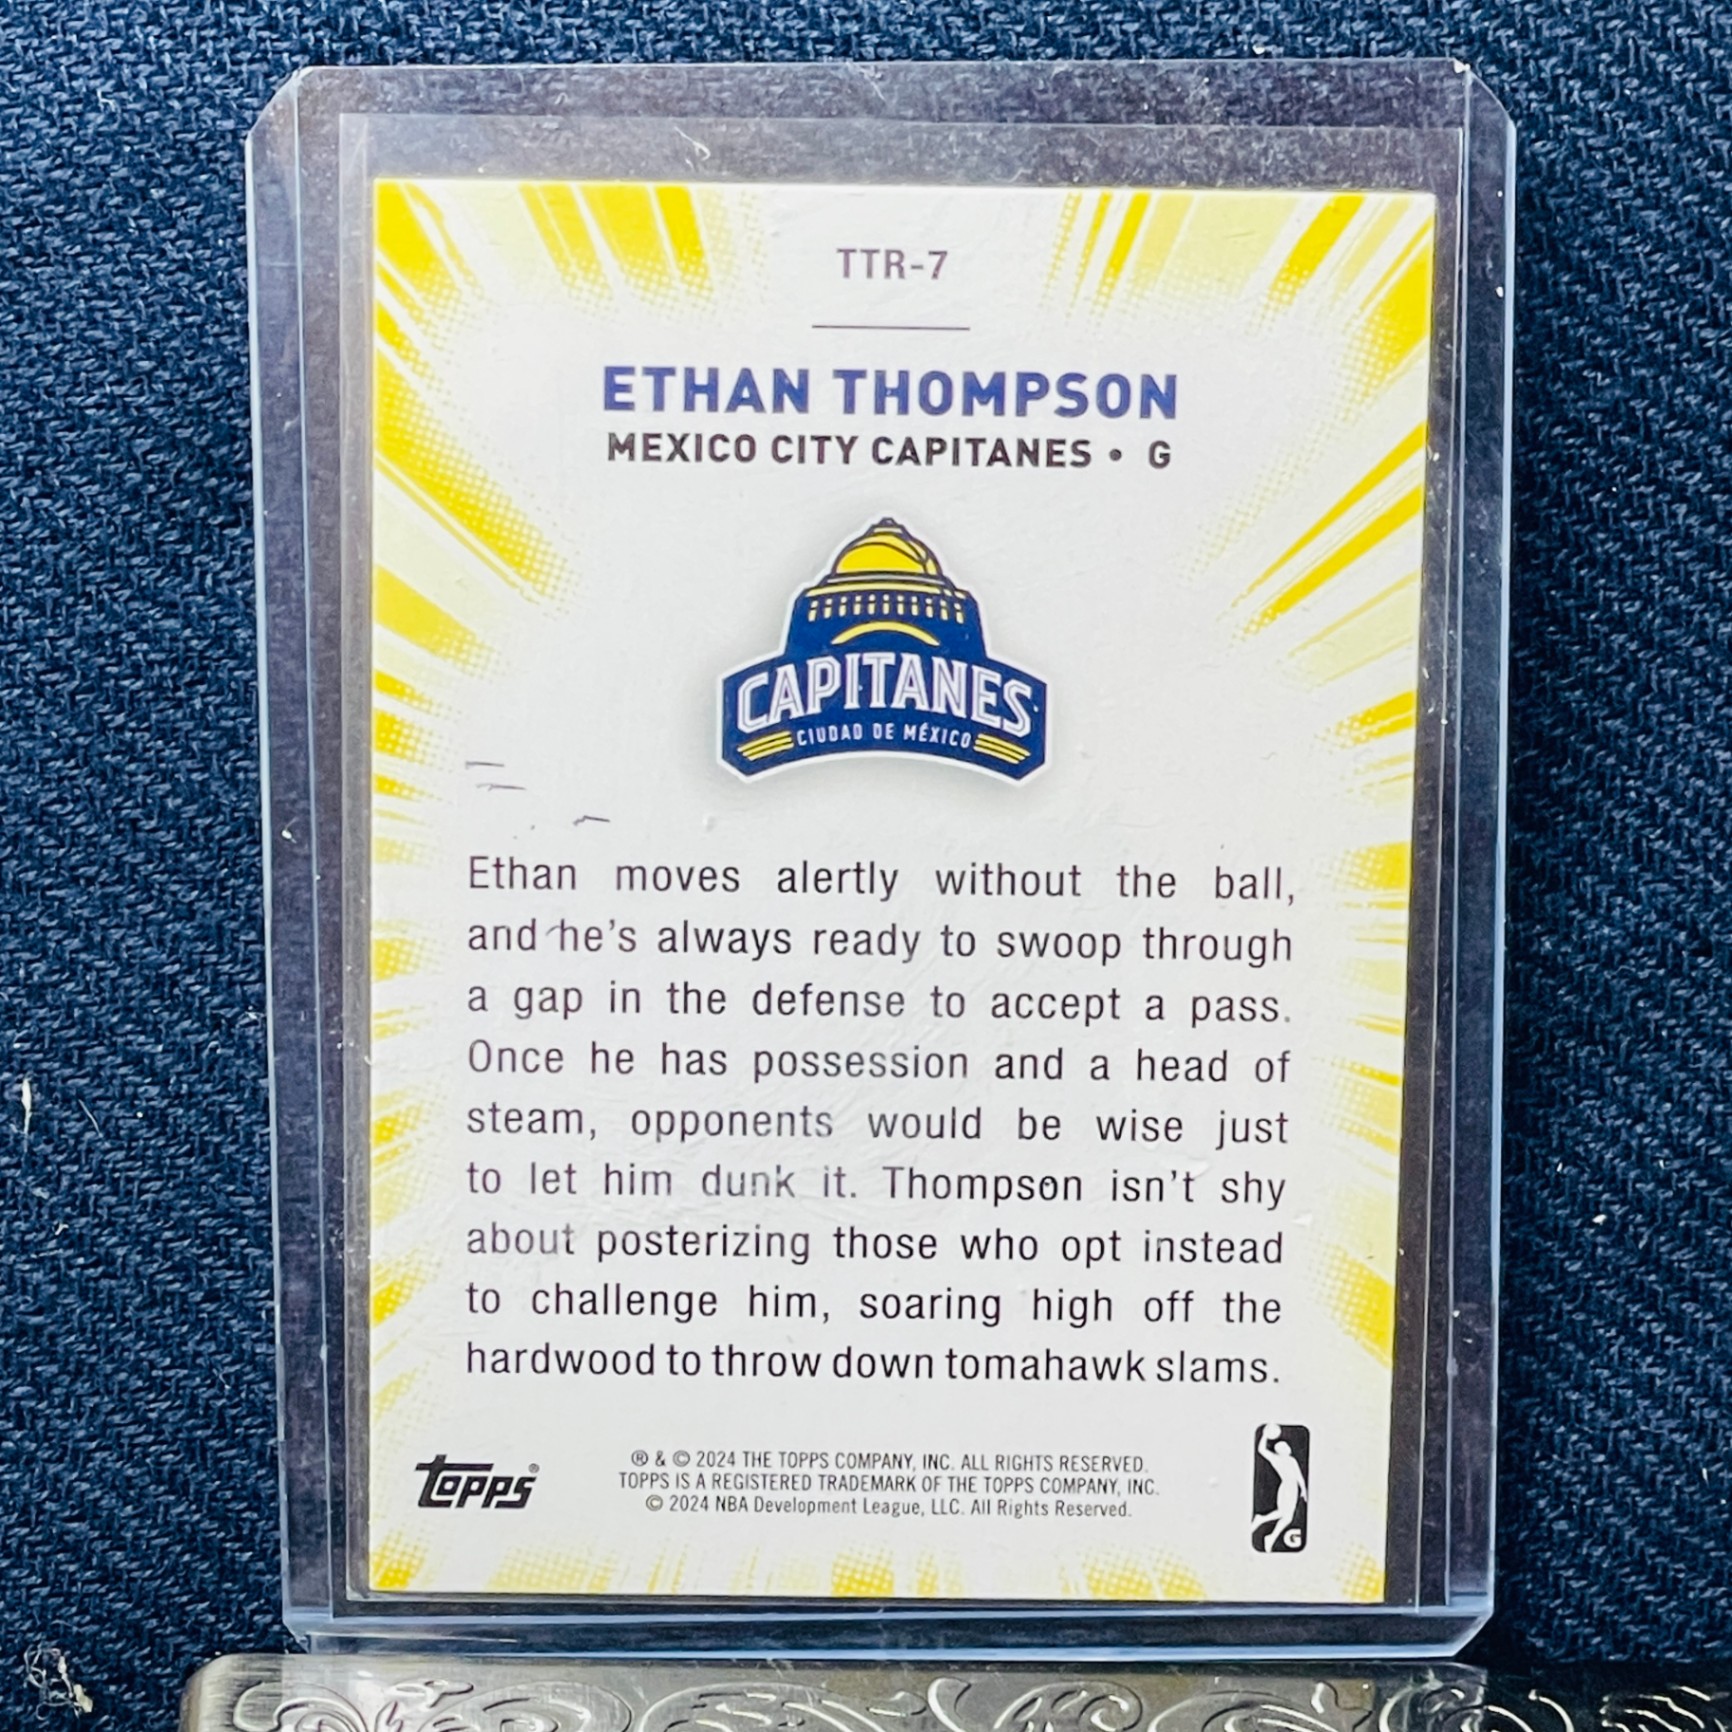 TTR-7
ETHAN THOMPSON
MEXICO CITY CAPITANES • G
CAPITANES
CIUDAD DE MÉXICO
Ethan moves alertly without the ball,
and he's always ready to swoop through
a gap in the defense to accept a pass.
Once he has possession and a head of
steam, opponents would be wise just
to let him dunk it. Thompson isn't shy
about posterizing those who opt instead
to challenge him, soaring high off the
hardwood to throw down tomahawk slams.
topps®
® & © 2024 THE TOPPS COMPANY, INC. ALL RIGHTS RESERVED.
TOPPS IS A REGISTERED TRADEMARK OF THE TOPPS COMPANY, INC.
© 2024 NBA Development League, LLC. All Rights Reserved.
G